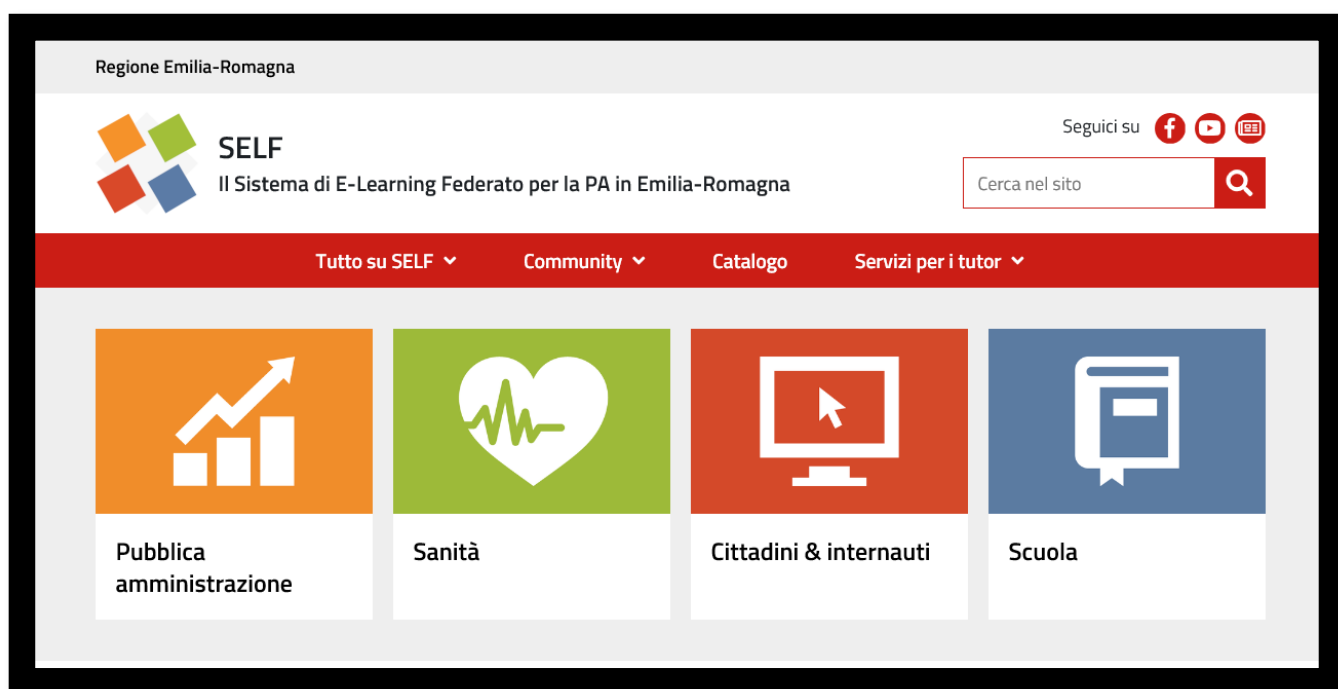 Regione Emilia-Romagna
Seguici su
SELF
Il Sistema di E-Learning Federato per la PA in Emilia-Romagna
Cerca nel sito
Tutto su SELF
Community
Catalogo
Servizi per i tutor
Pubblica
amministrazione
Sanità
Cittadini & internauti
Scuola